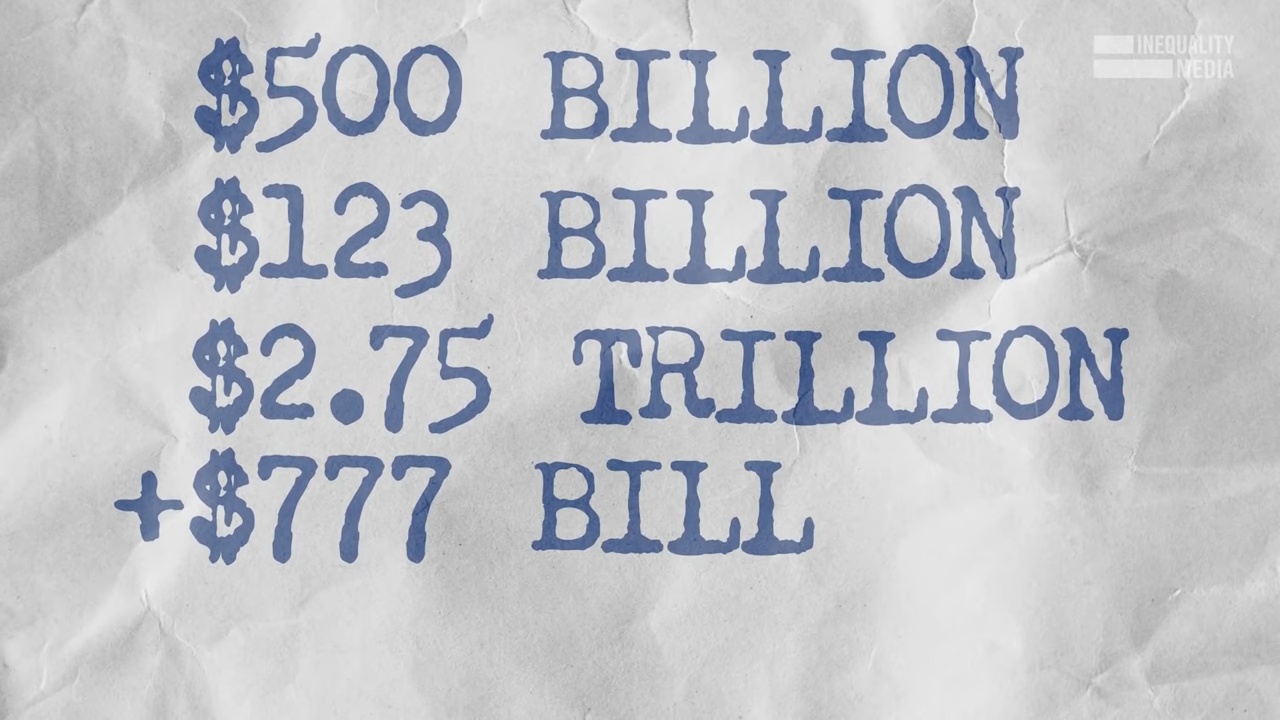 $500 BILLION
$123 BILLION
$2.75 TRILLION
+$777 BILL
INEQUALITY
MEDIA